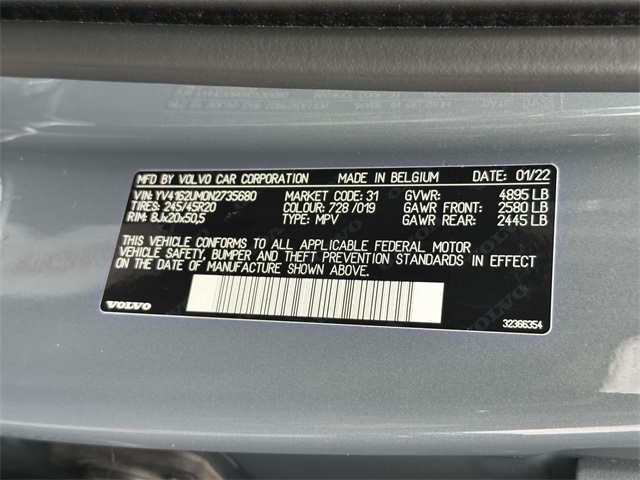 MFD BY VOLVO CAR CORPORATION MADE IN BELGIUM DATE: 01/22
VIN: YV4162UM0N2735680 MARKET CODE: 31 GVWR: 4895 LB
TIRES: 245/45R20 COLOUR: 728 /019 GAWR FRONT: 2580 LB
RIM: 8Jx20x50,5 TYPE: MPV GAWR REAR: 2445 LB
THIS VEHICLE CONFORMS TO ALL APPLICABLE FEDERAL MOTOR
VEHICLE SAFETY, BUMPER AND THEFT PREVENTION STANDARDS IN EFFECT ON
THE DATE OF MANUFACTURE SHOWN ABOVE.
VOLVO 32366354